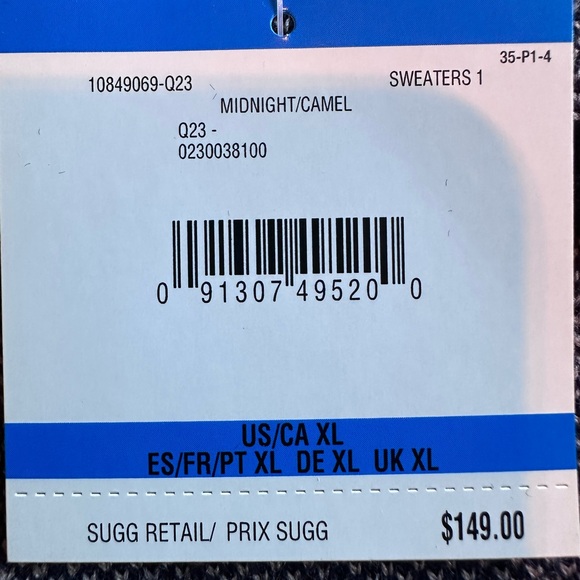 35-P1-4
10849069-Q23 SWEATERS 1
MIDNIGHT/CAMEL
Q23 -
0230038100
0 91307 49520 0
US/CA XL
ES/FR/PT XL DE XL UK XL
SUGG RETAIL/ PRIX SUGG $149.00